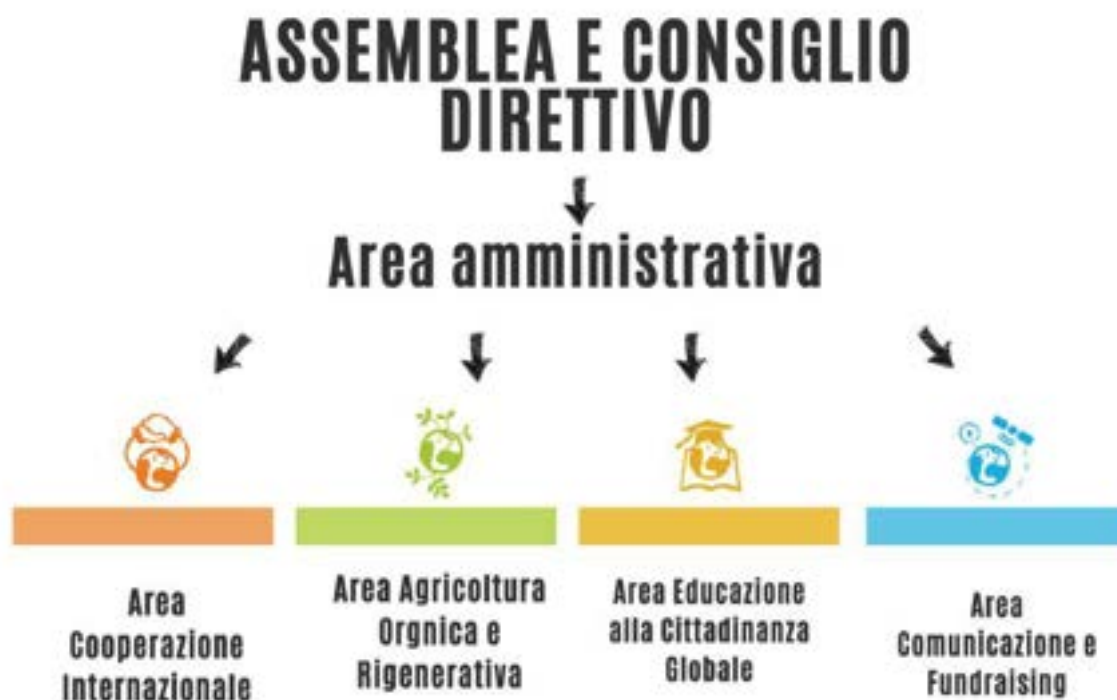 ASSEMBLEA E CONSIGLIO
DIRETTIVO
Area amministrativa
Area
Cooperazione
Internazionale
Area Agricoltura
Orgnica e
Rigenerativa
Area Educazione
alla Cittadinanza
Globale
Area
Comunicazione e
Fundraising